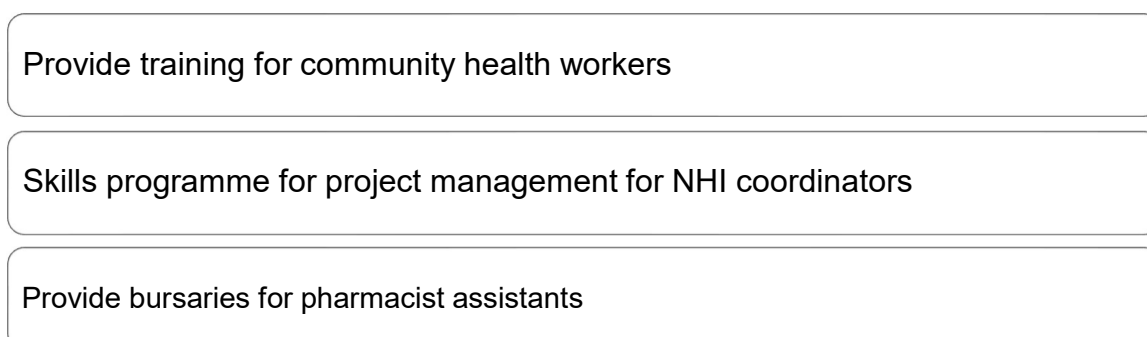 Provide training for community health workers
Skills programme for project management for NHI coordinators
Provide bursaries for pharmacist assistants